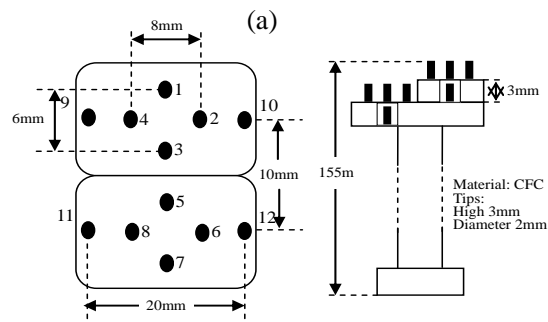 (a)
8mm
1
9
4
2
10
6mm
3
3mm
10mm
155m
5
11
12
8
6
7
20mm
Material: CFC
Tips:
High 3mm
Diameter 2mm